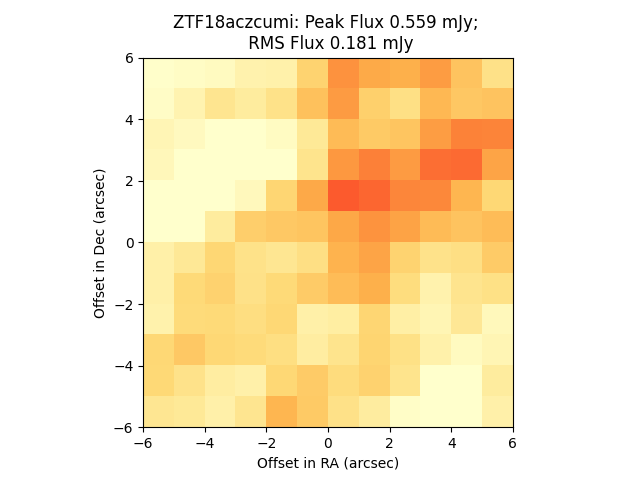 ZTF18aczcumi: Peak Flux 0.559 mJy;
RMS Flux 0.181 mJy
6
4
2
0
−2
−4
−6
Offset in Dec (arcsec)
−6 −4 −2 0 2 4 6
Offset in RA (arcsec)